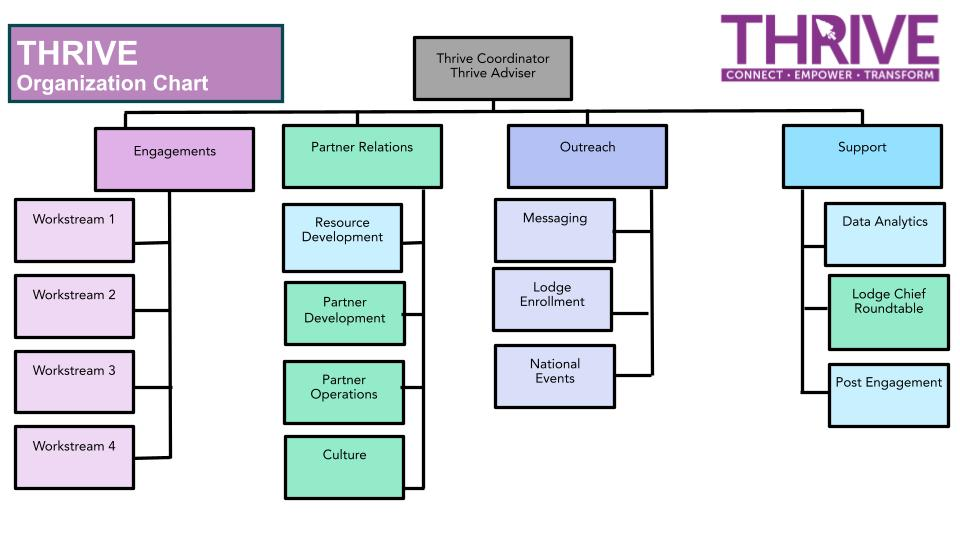 THRIVE
Organization Chart
Thrive Coordinator
Thrive Adviser
THRIVE
CONNECT • EMPOWER • TRANSFORM
Engagements
Partner Relations
Outreach
Support
Workstream 1
Workstream 2
Workstream 3
Workstream 4
Resource
Development
Partner
Development
Partner
Operations
Culture
Messaging
Lodge
Enrollment
National
Events
Data Analytics
Lodge Chief
Roundtable
Post Engagement